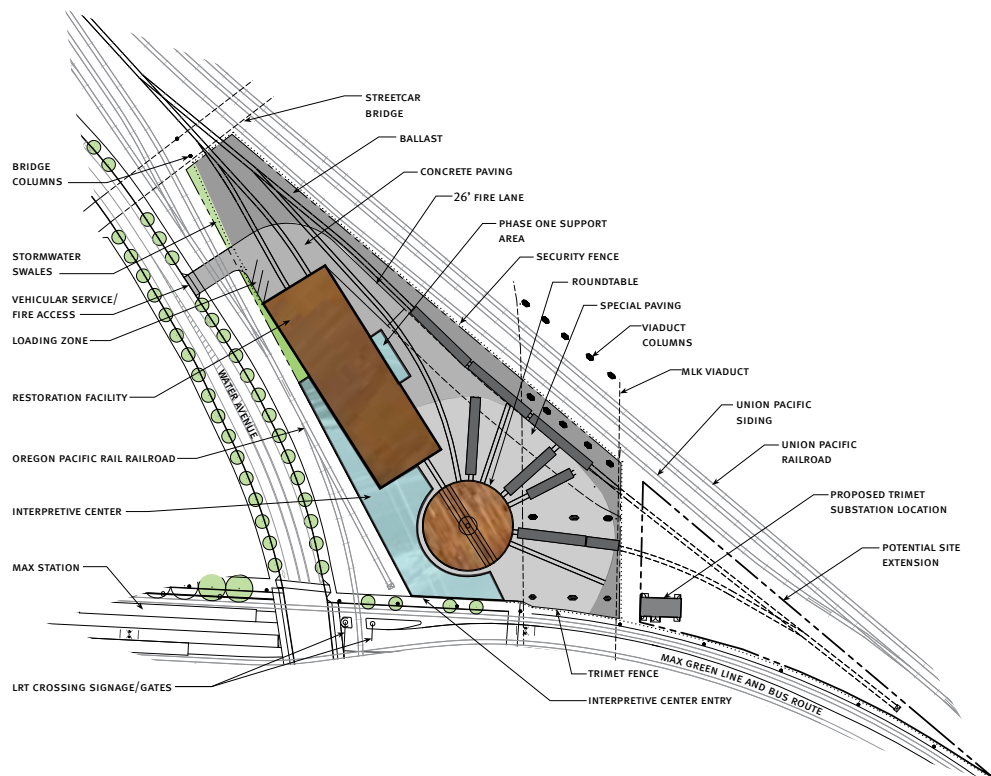 STREETCAR
BRIDGE
BALLAST
CONCRETE PAVING
26' FIRE LANE
PHASE ONE SUPPORT
AREA
SECURITY FENCE
ROUNDTABLE
SPECIAL PAVING
VIADUCT
COLUMNS
MLK VIADUCT
UNION PACIFIC
SIDING
UNION PACIFIC
RAILROAD
PROPOSED TRIMET
SUBSTATION LOCATION
POTENTIAL SITE
EXTENSION
BRIDGE
COLUMNS
STORMWATER
SWALES
VEHICULAR SERVICE/
FIRE ACCESS
LOADING ZONE
RESTORATION FACILITY
WATER AVENUE
OREGON PACIFIC RAIL RAILROAD
INTERPRETIVE CENTER
MAX STATION
LRT CROSSING SIGNAGE/GATES
TRIMET FENCE
INTERPRETIVE CENTER ENTRY
MAX GREEN LINE AND BUS ROUTE